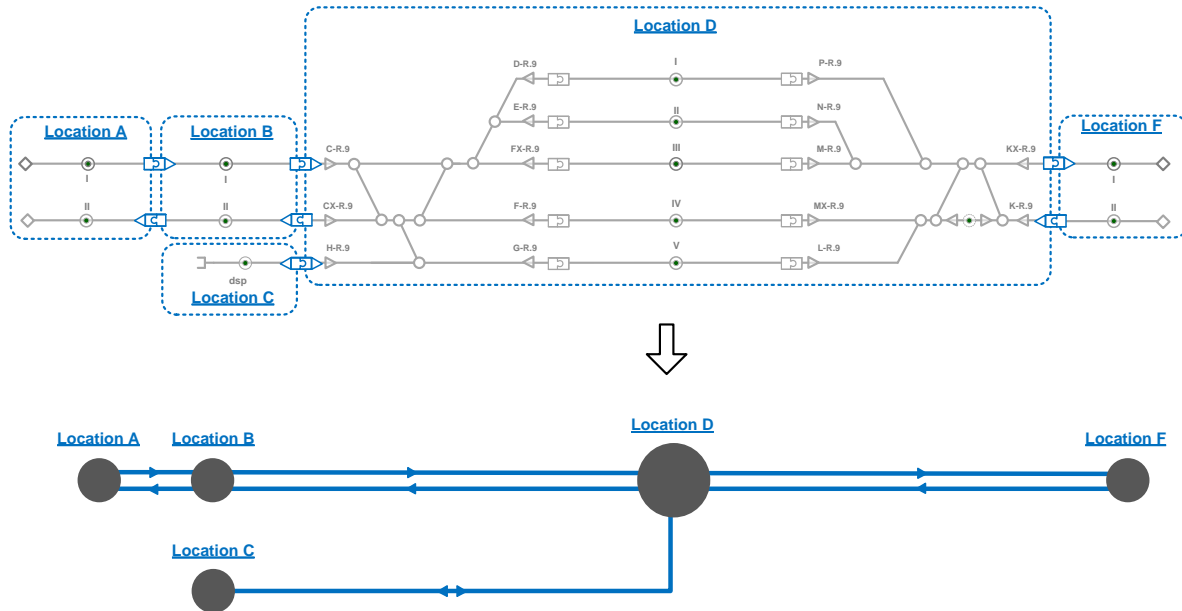 Location D
D-R.9
I
P-R.9
E-R.9
II
N-R.9
Location A
Location B
Location F
C-R.9
FX-R.9
III
M-R.9
KX-R.9
I
I
I
II
II
CX-R.9
F-R.9
IV
MX-R.9
K-R.9
II
H-R.9
G-R.9
V
L-R.9
dsp
Location C
Location D
Location A
Location B
Location F
Location C